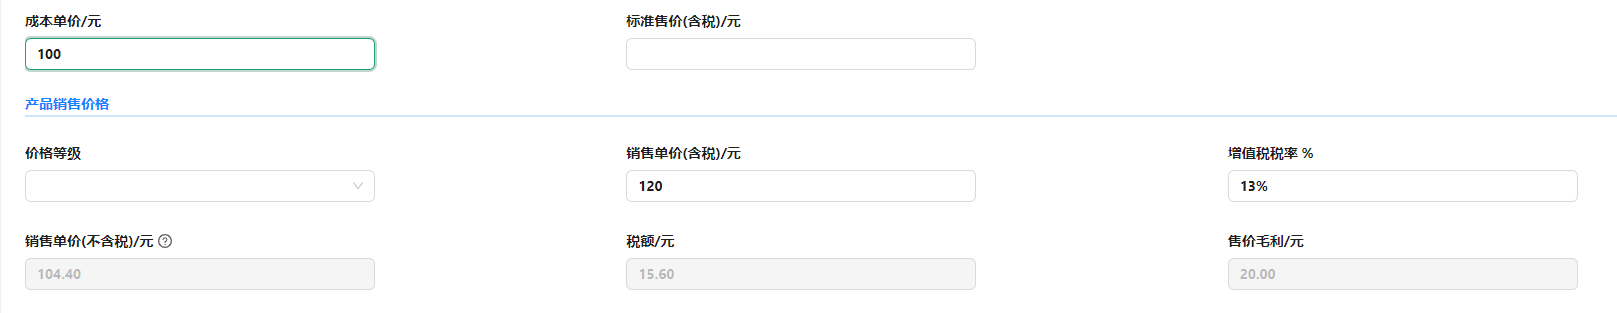 成本单价/元
标准售价(含税)/元
100
产品销售价格
价格等级
销售单价(含税)/元
增值税税率 %
120
13%
销售单价(不含税)/元 ?
税额/元
售价毛利/元
104.40
15.60
20.00